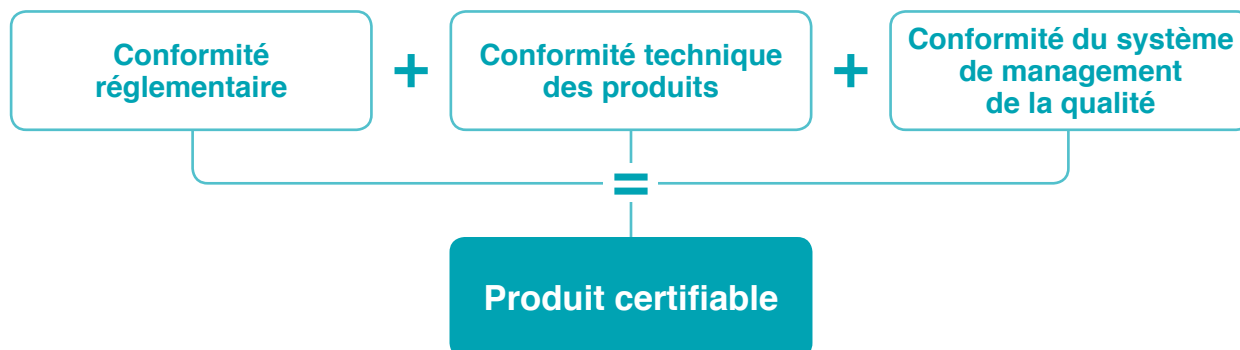 Conformité
réglementaire
+
Conformité technique
des produits
+
Conformité du système
de management
de la qualité
=
Produit certifiable